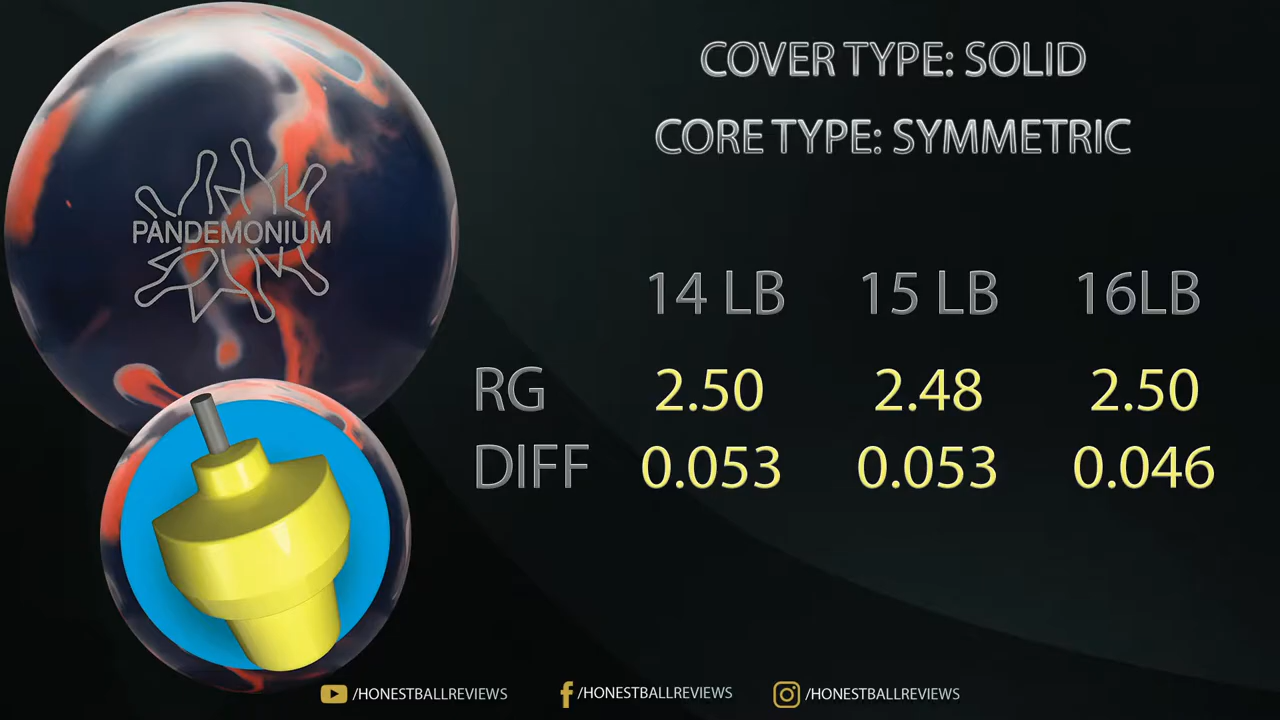 COVER TYPE: SOLID
CORE TYPE: SYMMETRIC
PANDEMONIUM
14 LB 15 LB 16LB
RG 2.50 2.48 2.50
DIFF 0.053 0.053 0.046
/HONESTBALLREVIEWS /HONESTBALLREVIEWS /HONESTBALLREVIEWS